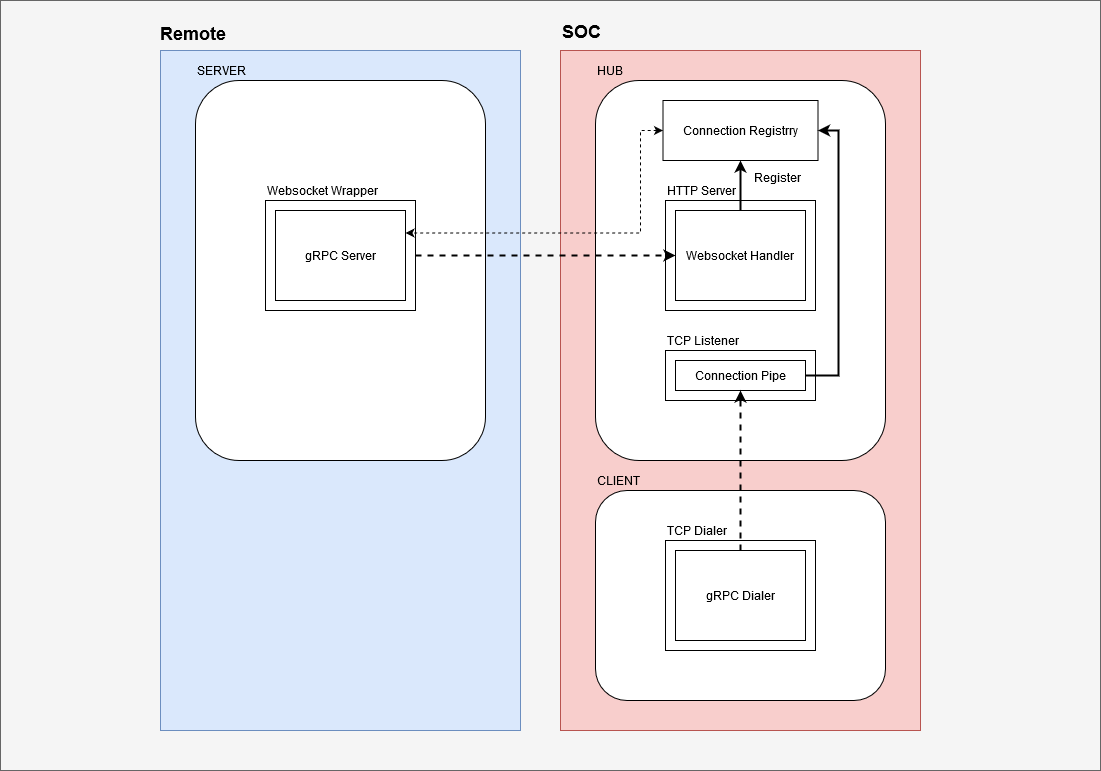 Remote
SOC
SERVER
HUB
Connection Registrry
Register
Websocket Wrapper
HTTP Server
gRPC Server
Websocket Handler
TCP Listener
Connection Pipe
CLIENT
TCP Dialer
gRPC Dialer